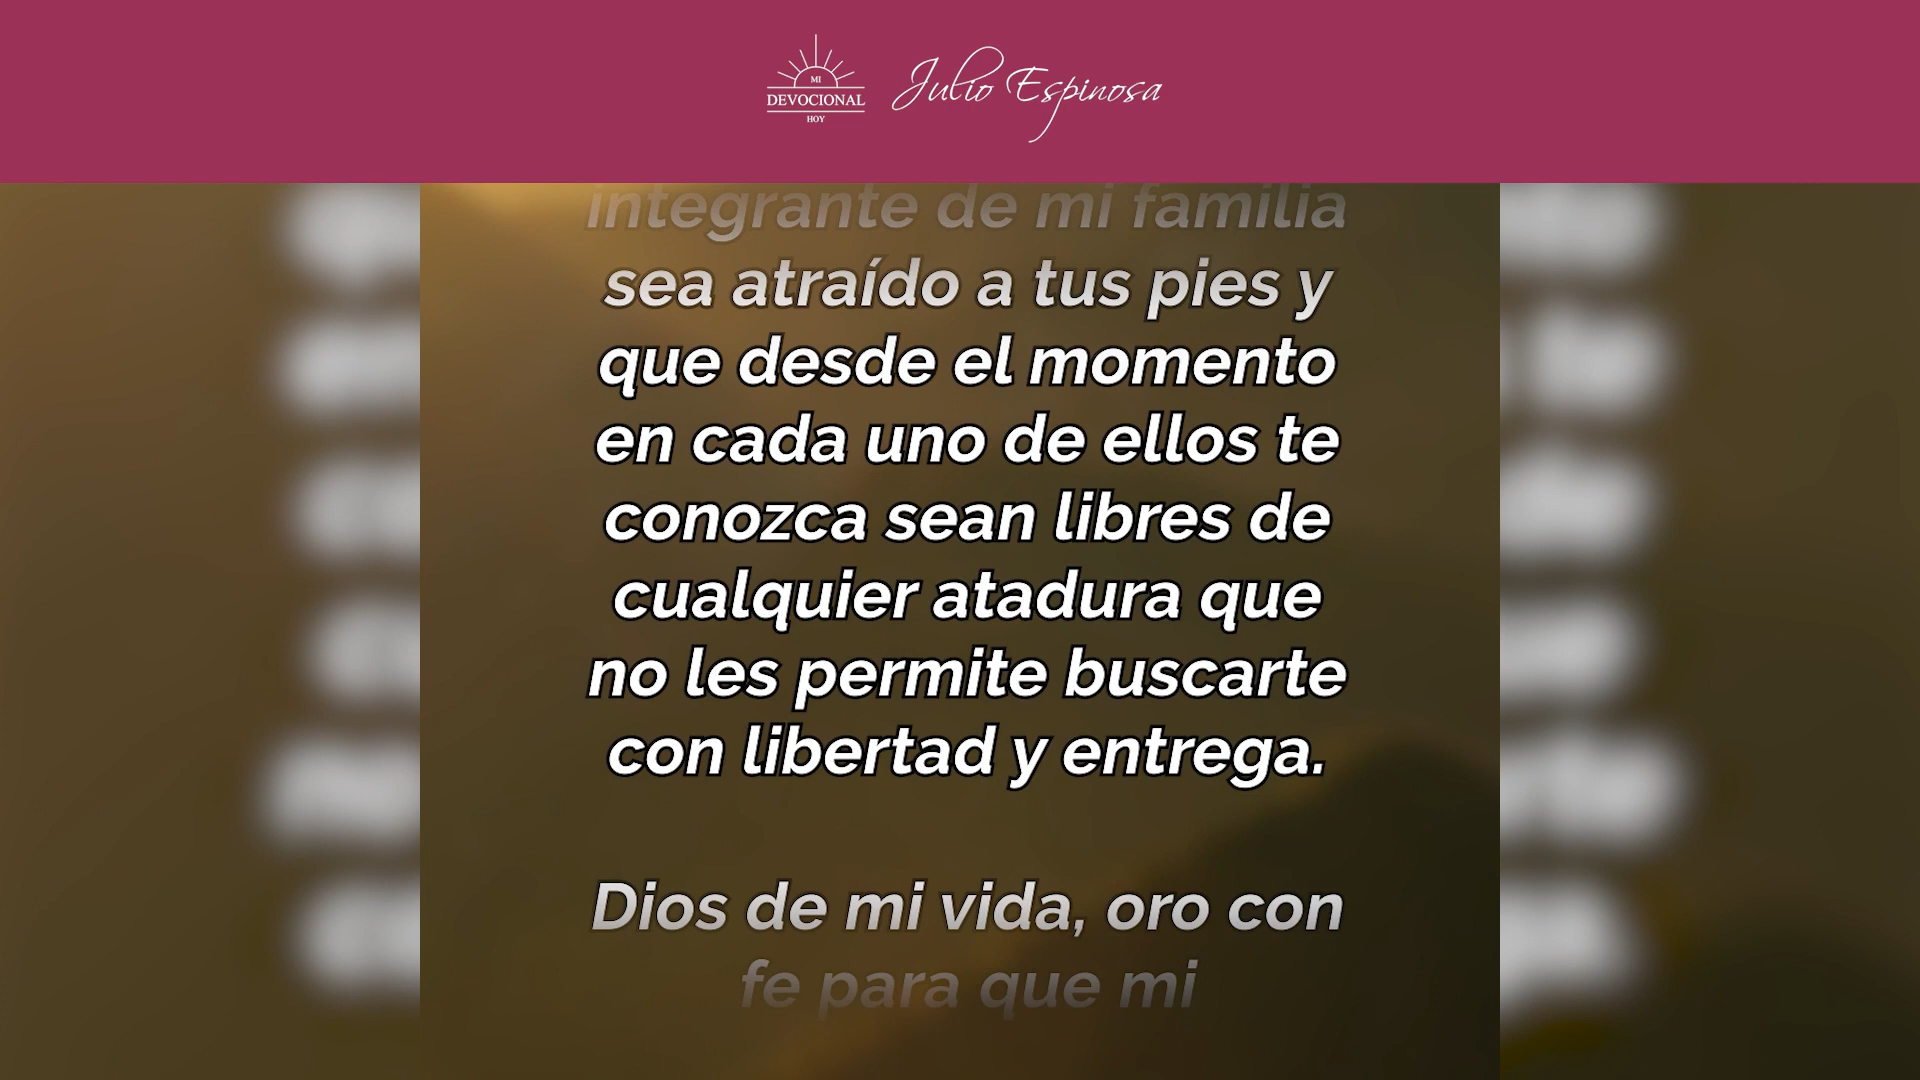 MI
DEVOCIONAL
HOY
Julio Espinosa
integrante de mi familia
sea atraído a tus pies y
que desde el momento
en cada uno de ellos te
conozca sean libres de
cualquier atadura que
no les permite buscarte
con libertad y entrega.
Dios de mi vida, oro con
fe para que mi